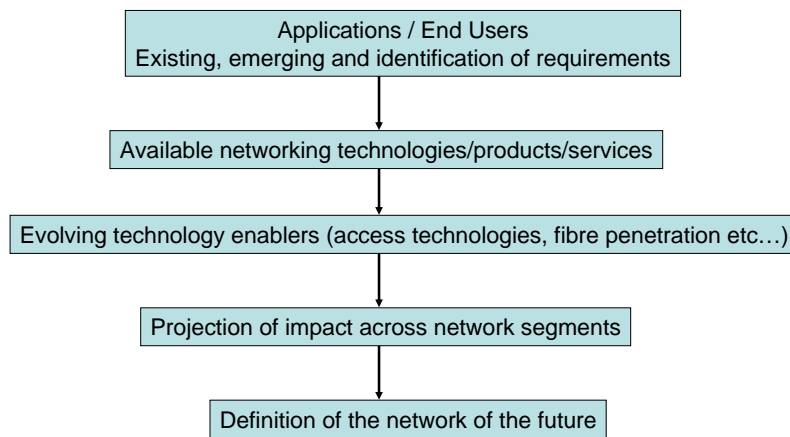 Applications / End Users
Existing, emerging and identification of requirements
Available networking technologies/products/services
Evolving technology enablers (access technologies, fibre penetration etc…)
Projection of impact across network segments
Definition of the network of the future